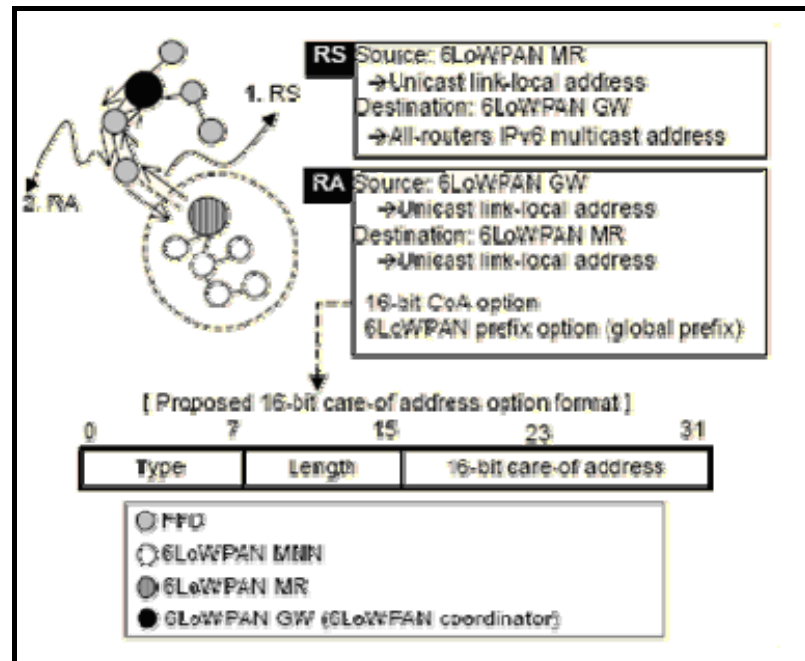 1. RS
2. RA
RS Source: 6LoWPAN MR
→Unicast link-local address
Destination: 6LoWPAN GW
→All-routers IPv6 multicast address
RA Source: 6LoWPAN GW
→Unicast link-local address
Destination: 6LoWPAN MR
→Unicast link-local address
16-bit CoA option
6LoWPAN prefix option (global prefix)
[ Proposed 16-bit care-of address option format ]
0 7 15 23 31
Type Length 16-bit care-of address
FFD
6LoWPAN MNN
6LoWPAN MR
6LoWPAN GW (6LoWPAN coordinator)